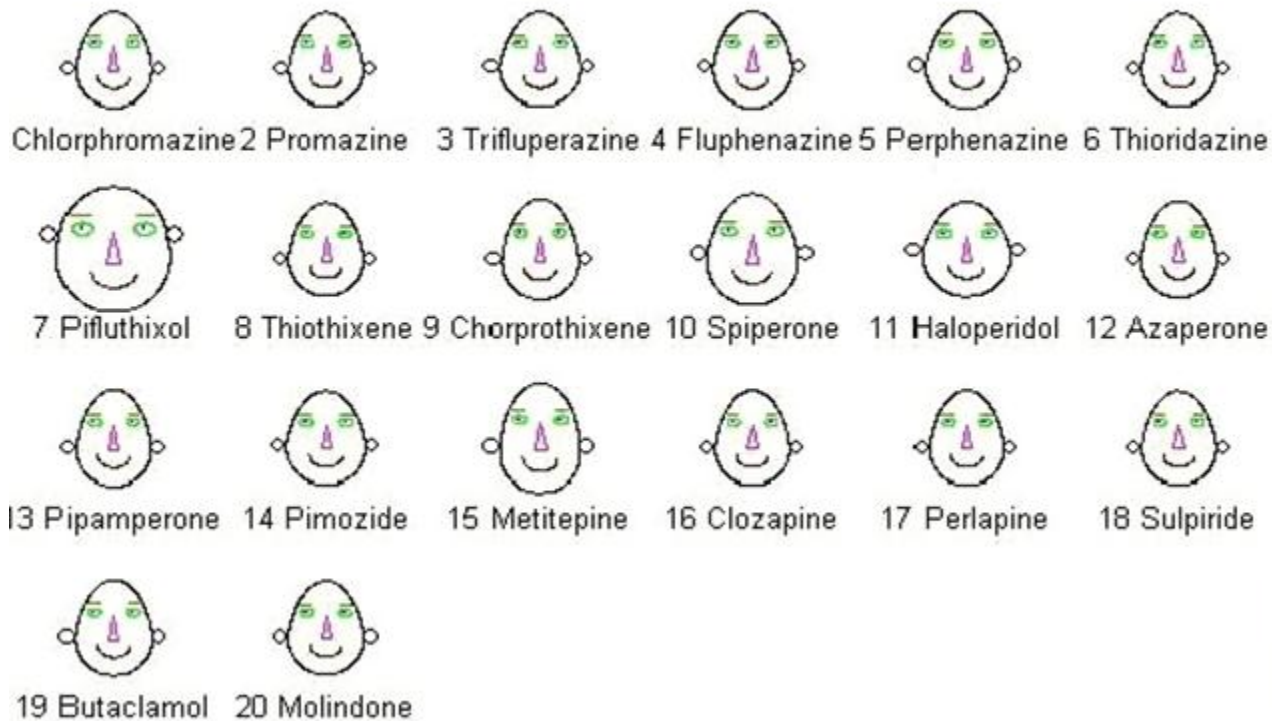 Chlorphromazine 2 Promazine 3 Trifluperazine 4 Fluphenazine 5 Perphenazine 6 Thioridazine
7 Pifluthixol 8 Thiothixene 9 Chorprothixene 10 Spiperone 11 Haloperidol 12 Azaperone
13 Pipamperone 14 Pimozide 15 Metitepine 16 Clozapine 17 Perlapine 18 Sulpiride
19 Butaclamol 20 Molindone